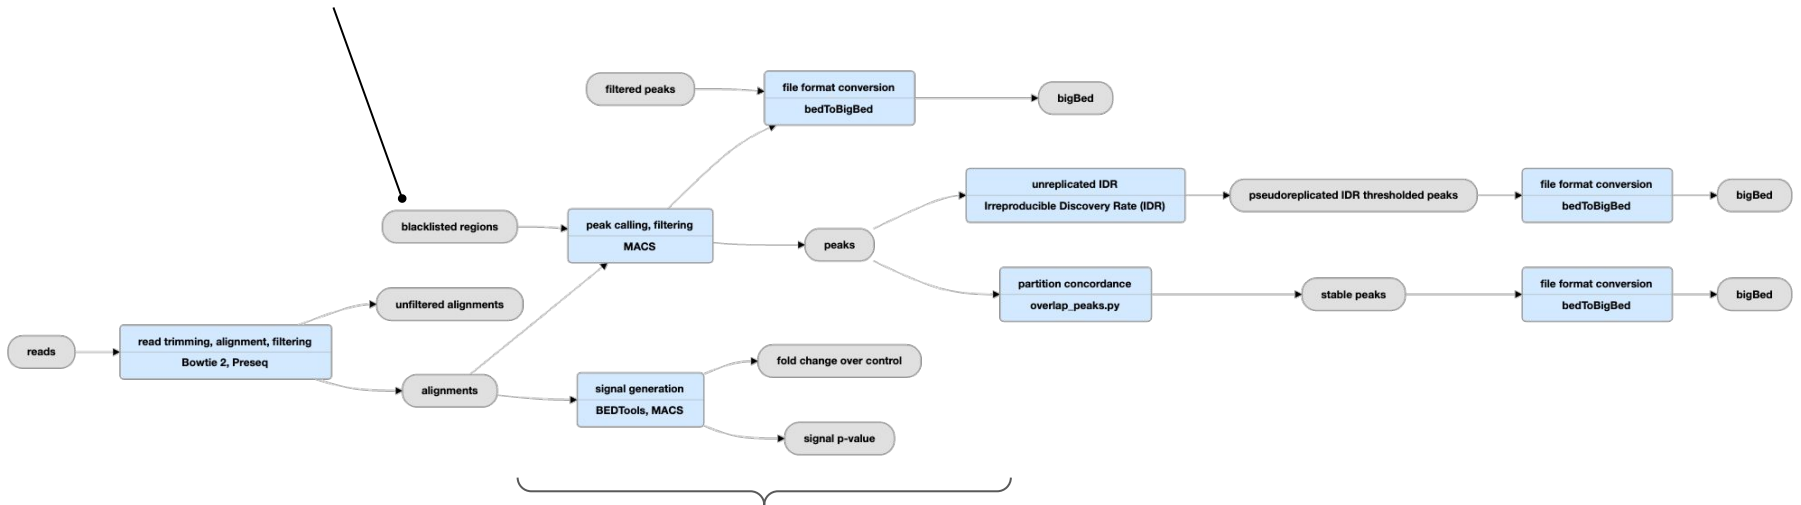 filtered peaks
file format conversion
bedToBigBed
bigBed
unreplicated IDR
Irreproducible Discovery Rate (IDR)
pseudoreplicated IDR thresholded peaks
file format conversion
bedToBigBed
bigBed
blacklisted regions
peak calling, filtering
MACS
peaks
partition concordance
overlap_peaks.py
stable peaks
file format conversion
bedToBigBed
bigBed
unfiltered alignments
reads
read trimming, alignment, filtering
Bowtie 2, Preseq
alignments
signal generation
BEDTools, MACS
fold change over control
signal p-value